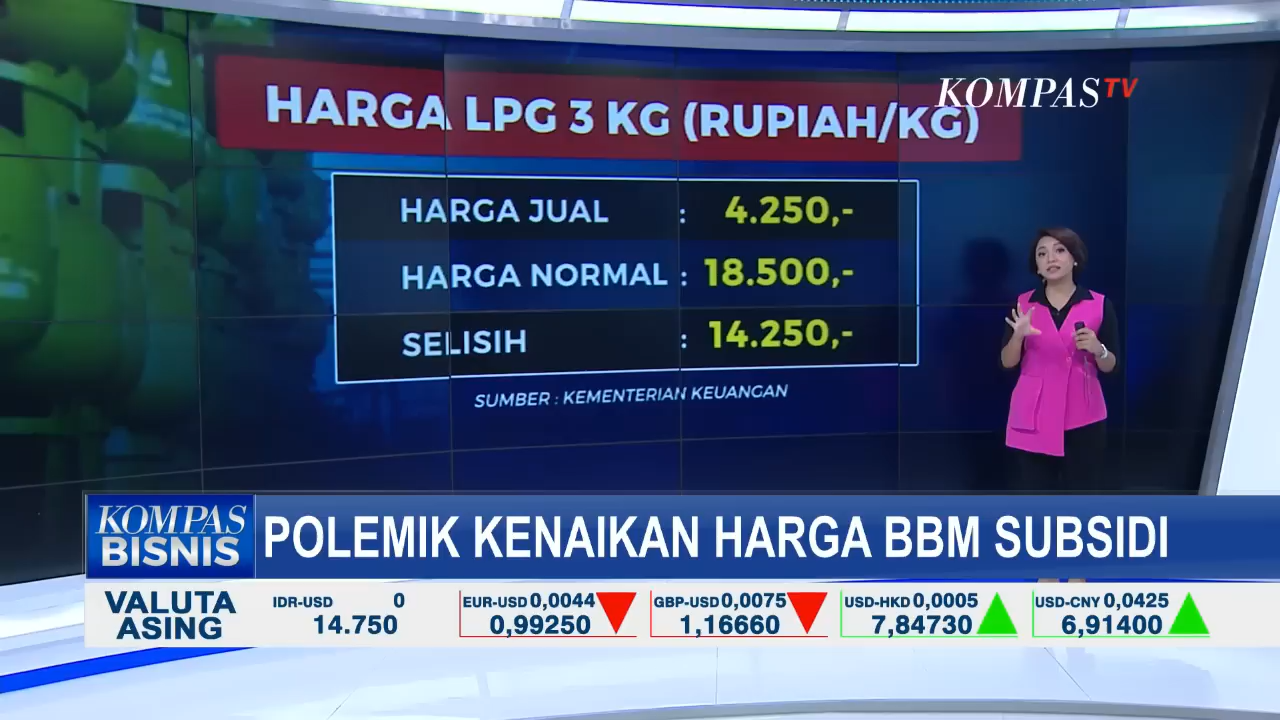 KOMPAS TV
HARGA LPG 3 KG (RUPIAH/KG)
HARGA JUAL : 4.250,-
HARGA NORMAL : 18.500,-
SELISIH : 14.250,-
SUMBER : KEMENTERIAN KEUANGAN
KOMPAS BISNIS
POLEMIK KENAIKAN HARGA BBM SUBSIDI
VALUTA ASING
IDR-USD 0
14.750
EUR-USD 0,0044
0,99250
GBP-USD 0,0075
1,16660
USD-HKD 0,0005
7,84730
USD-CNY 0,0425
6,91400